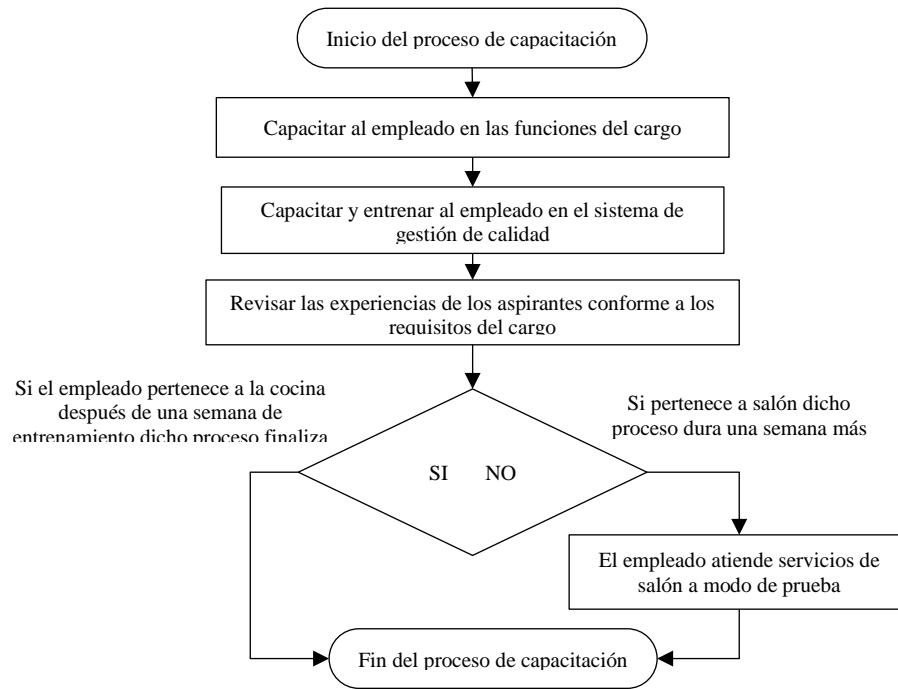 Inicio del proceso de capacitación
Capacitar al empleado en las funciones del cargo
Capacitar y entrenar al empleado en el sistema de
gestión de calidad
Revisar las experiencias de los aspirantes conforme a los
requisitos del cargo
Si el empleado pertenece a la cocina
después de una semana de
entrenamiento dicho proceso finaliza
Si pertenece a salón dicho
proceso dura una semana más
SI NO
El empleado atiende servicios de
salón a modo de prueba
Fin del proceso de capacitación